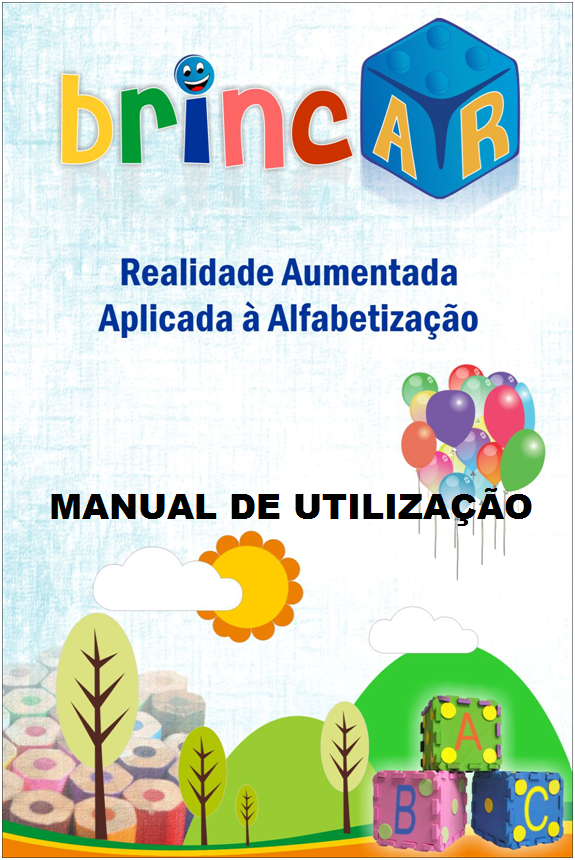 brincAR
Realidade Aumentada
Aplicada à Alfabetização
MANUAL DE UTILIZAÇÃO
A
B C